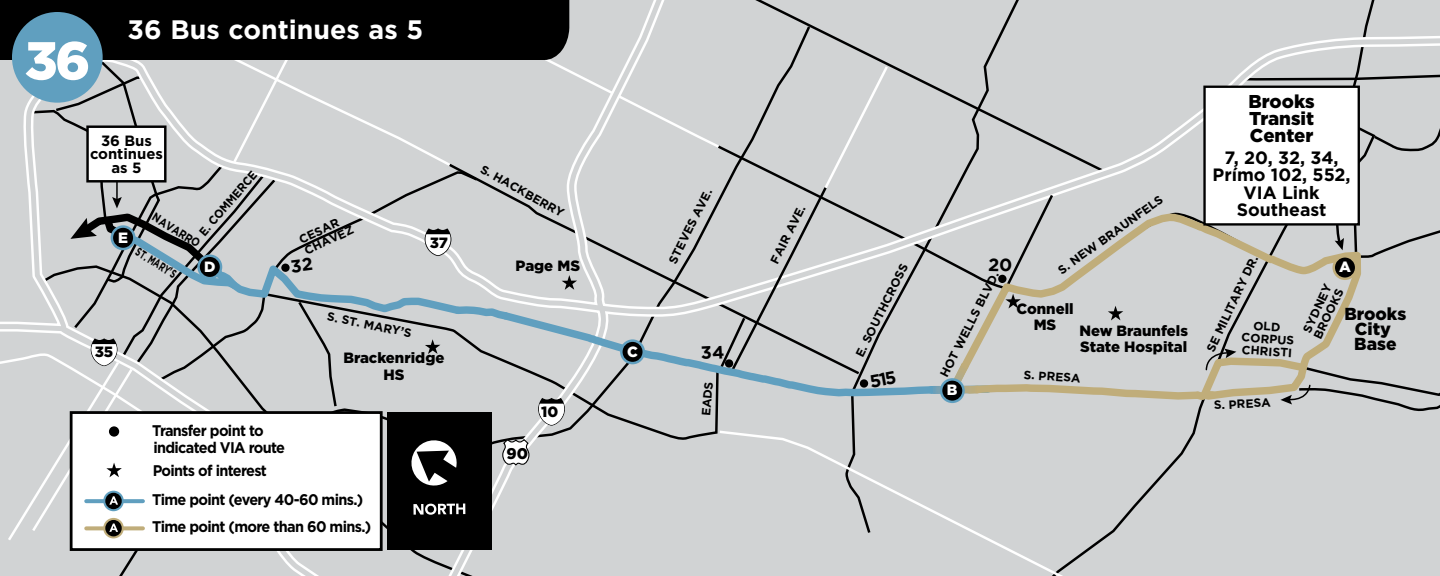 36
36 Bus continues as 5
36 Bus
continues
as 5
Brooks
Transit
Center
7, 20, 32, 34,
Prímo 102, 552,
VIA Link
Southeast
E
D
C
B
A
NAVARRO
E. COMMERCE
ST. MARY'S
CESAR
CHAVEZ
32
S. HACKBERRY
37
Page MS
STEVES AVE.
FAIR AVE.
S. ST. MARY'S
Brackenridge
HS
35
10
90
34
EADS
E. SOUTHCROSS
515
20
HOT WELLS BLVD.
Connell
MS
S. NEW BRAUNFELS
New Braunfels
State Hospital
S. PRESA
SE MILITARY DR.
OLD
CORPUS
CHRISTI
SYDNEY
BROOKS
Brooks
City
Base
S. PRESA
Transfer point to
indicated VIA route
Points of interest
A Time point (every 40-60 mins.)
A Time point (more than 60 mins.)
NORTH